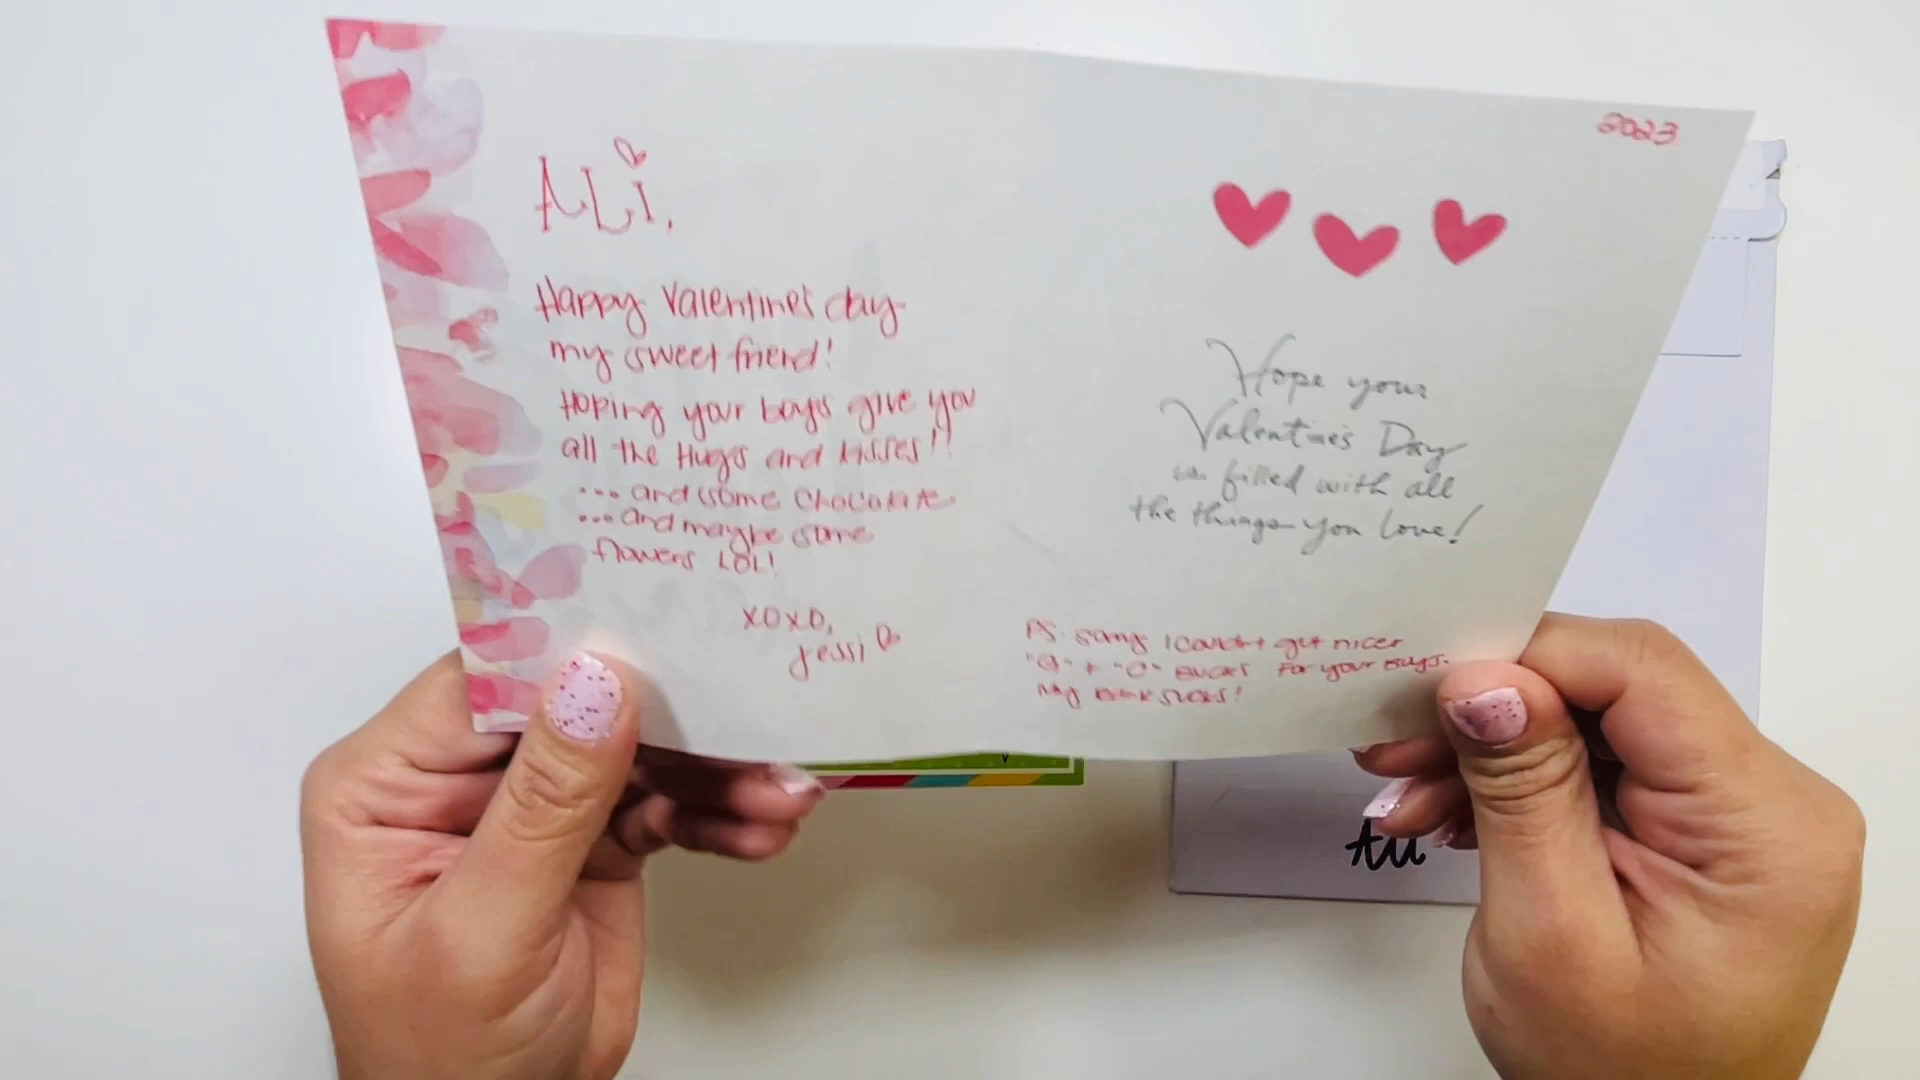 ALI,
Happy Valentine's day
my sweet friend!
Hoping your boys give you
all the Hugs and kisses!!
...and some chocolate
...and maybe some
flowers LOL!
XOXO,
Jessi
2023
Hope your
Valentine's Day
is filled with all
the things you love!
PS. Sorry I couldn't get nicer
"G" + "C" BUCKS For your Boys.
My Bank sucks!
Ali